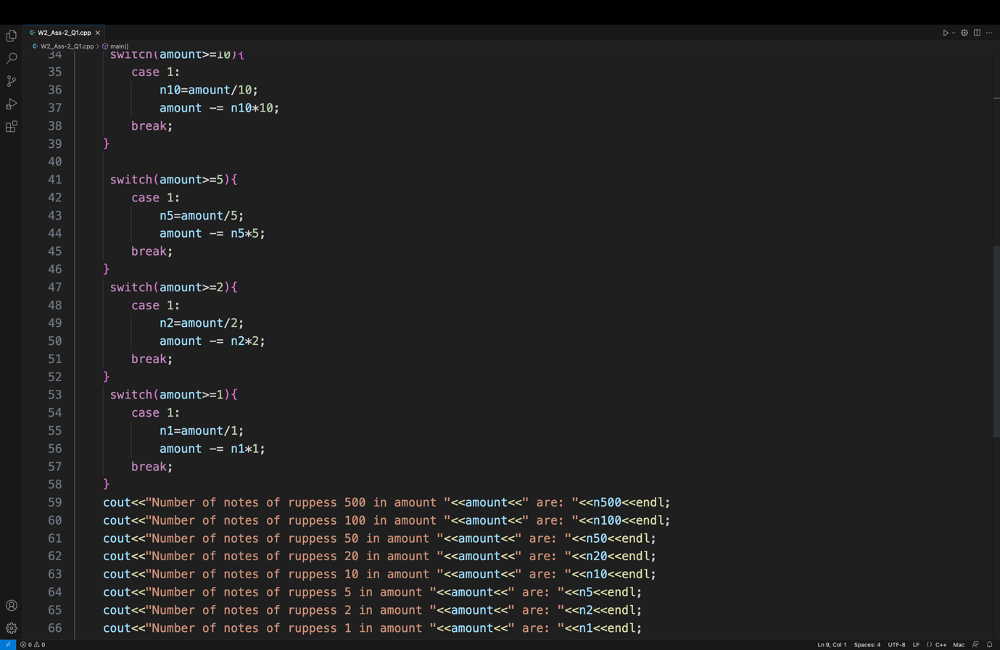 W2_Ass-2_Q1.cpp
W2_Ass-2_Q1.cpp > main()
34 switch(amount>=10){
35 case 1:
36 n10=amount/10;
37 amount -= n10*10;
38 break;
39 }
40
41 switch(amount>=5){
42 case 1:
43 n5=amount/5;
44 amount -= n5*5;
45 break;
46 }
47 switch(amount>=2){
48 case 1:
49 n2=amount/2;
50 amount -= n2*2;
51 break;
52 }
53 switch(amount>=1){
54 case 1:
55 n1=amount/1;
56 amount -= n1*1;
57 break;
58 }
59 cout<<"Number of notes of ruppess 500 in amount "<<amount<<" are: "<<n500<<endl;
60 cout<<"Number of notes of ruppess 100 in amount "<<amount<<" are: "<<n100<<endl;
61 cout<<"Number of notes of ruppess 50 in amount "<<amount<<" are: "<<n50<<endl;
62 cout<<"Number of notes of ruppess 20 in amount "<<amount<<" are: "<<n20<<endl;
63 cout<<"Number of notes of ruppess 10 in amount "<<amount<<" are: "<<n10<<endl;
64 cout<<"Number of notes of ruppess 5 in amount "<<amount<<" are: "<<n5<<endl;
65 cout<<"Number of notes of ruppess 2 in amount "<<amount<<" are: "<<n2<<endl;
66 cout<<"Number of notes of ruppess 1 in amount "<<amount<<" are: "<<n1<<endl;
0 0 Ln 9, Col 1 Spaces: 4 UTF-8 LF {} C++ Mac